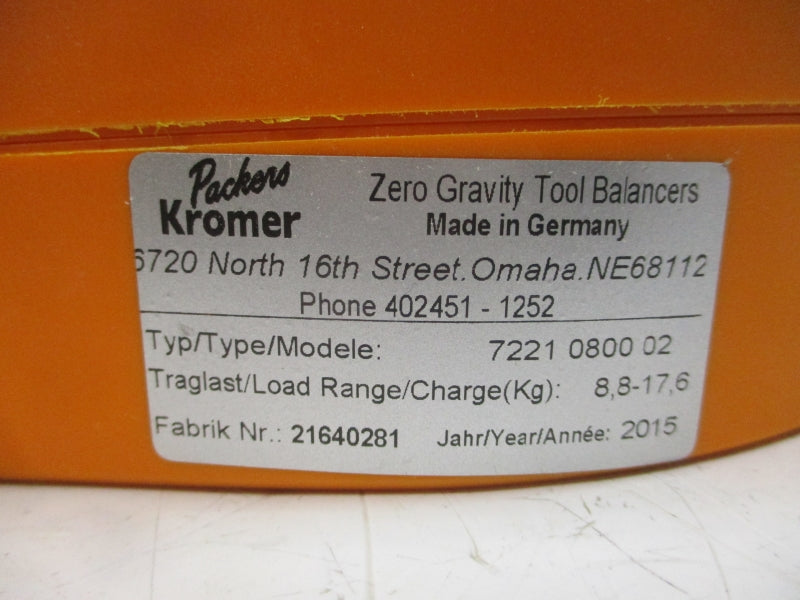 Packers
Kromer
Zero Gravity Tool Balancers
Made in Germany
6720 North 16th Street.Omaha.NE68112
Phone 402451 - 1252
Typ/Type/Modele: 7221 0800 02
Traglast/Load Range/Charge(Kg): 8,8-17,6
Fabrik Nr.: 21640281 Jahr/Year/Année: 2015